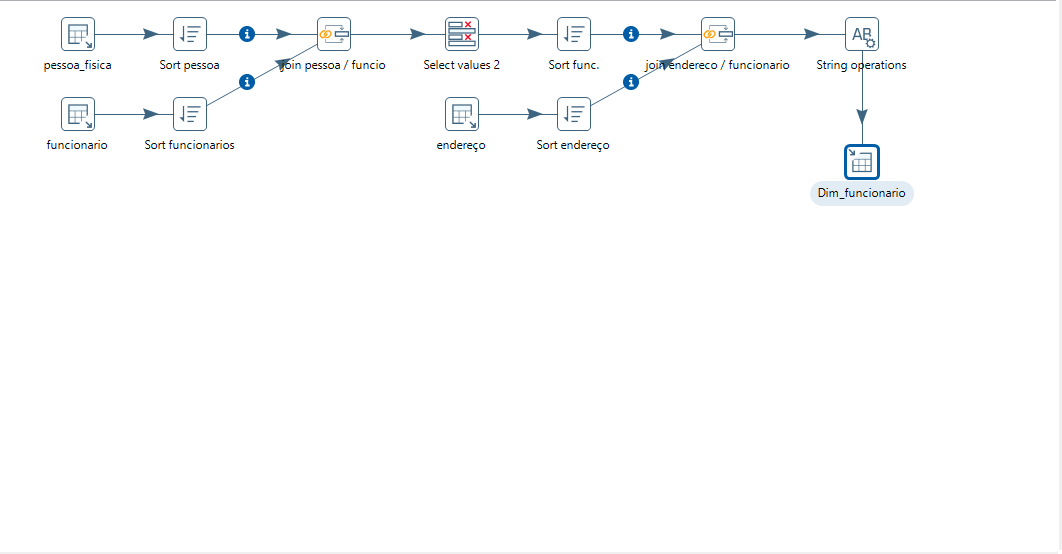 pessoa_fisica
Sort pessoa
join pessoa / funcio
Select values 2
Sort func.
join endereco / funcionario
AB
String operations
funcionario
Sort funcionarios
endereço
Sort endereço
Dim_funcionario